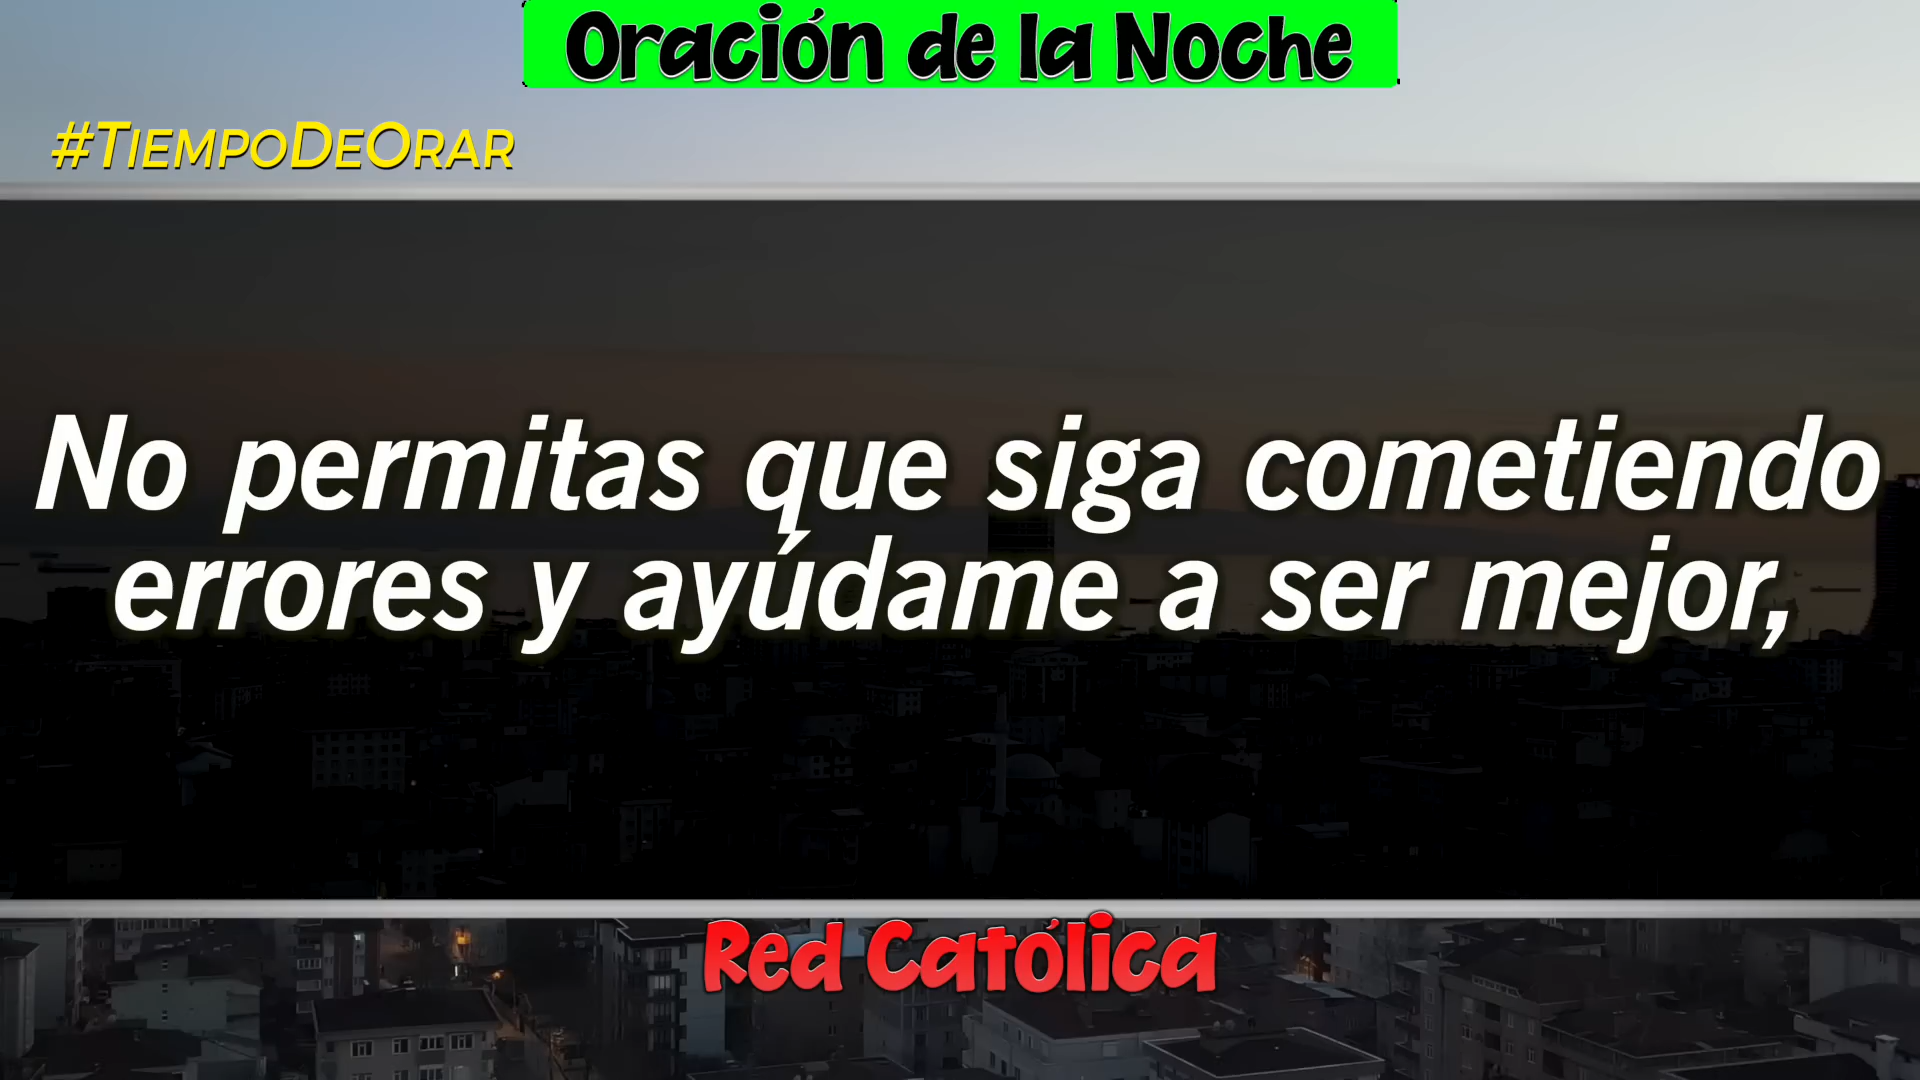 Oración de la Noche
#TiempoDeOrar
No permitas que siga cometiendo
errores y ayúdame a ser mejor,
Red Católica